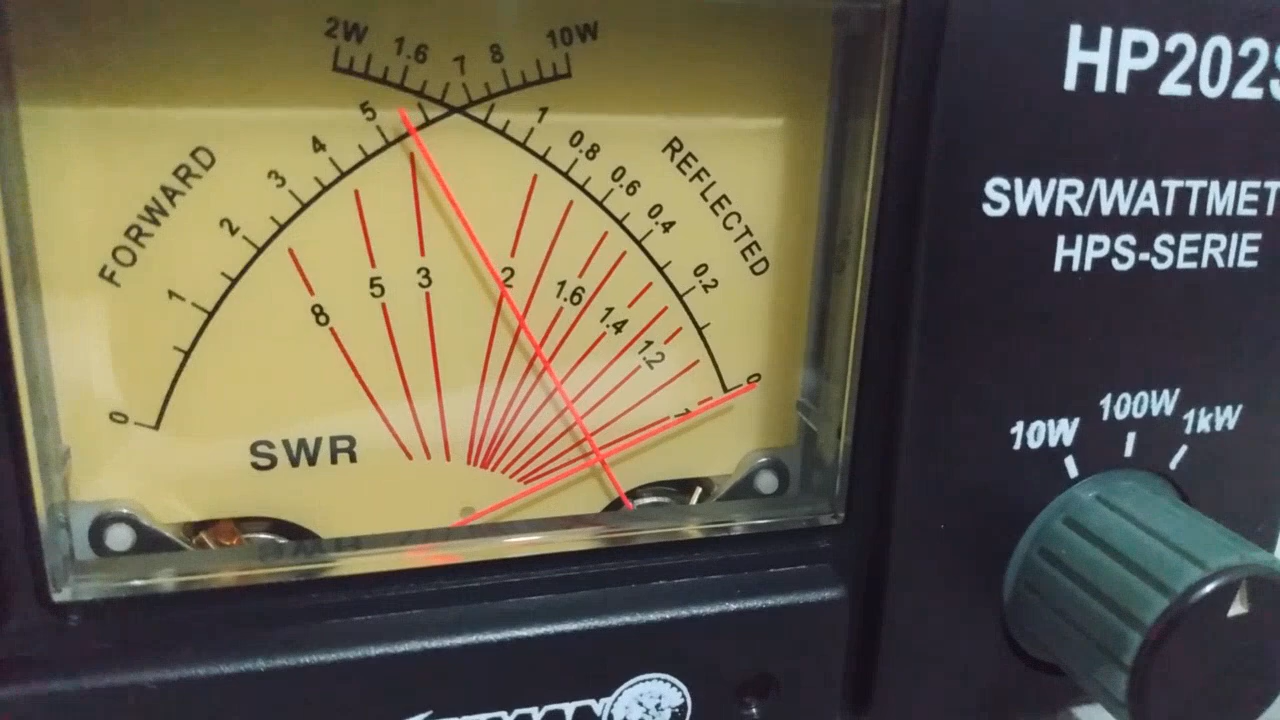 2W 1.6 7 8 10W
5 1
4 0.8
3 0.6
2 0.4
1 0.2
0 0
FORWARD
REFLECTED
8 5 3 2 1.6 1.4 1.2 1
SWR
HP202S
SWR/WATTMET
HPS-SERIE
10W 100W 1kW